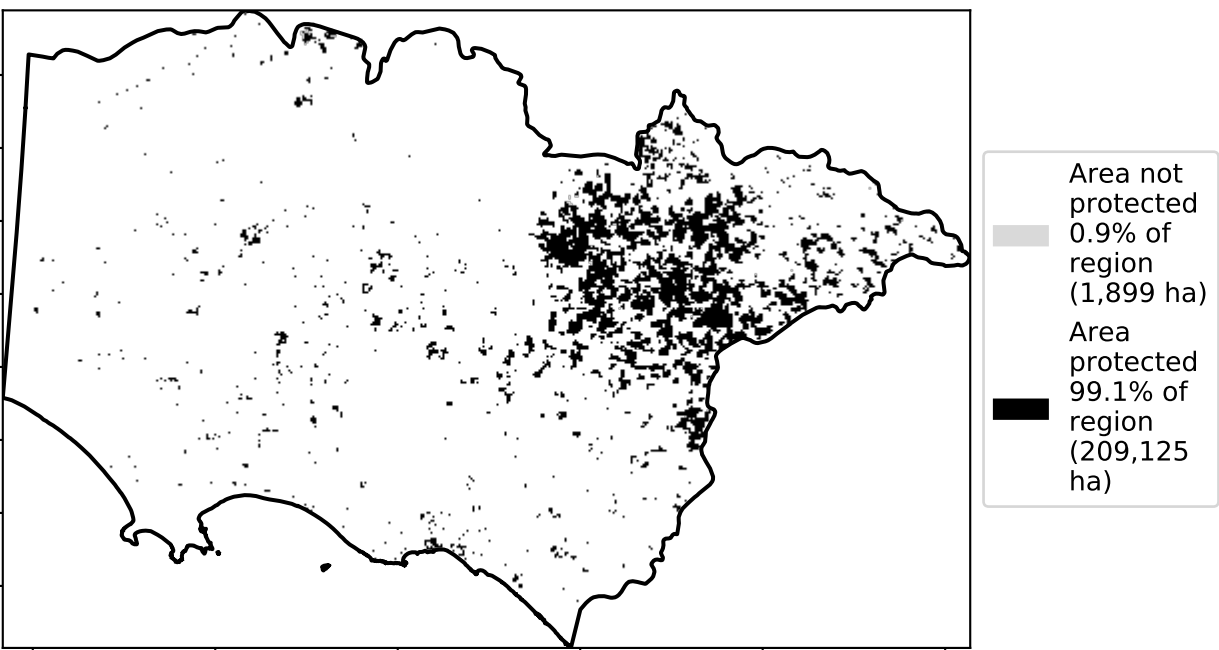 Area not
protected
0.9% of
region
(1,899 ha)
Area
protected
99.1% of
region
(209,125
ha)